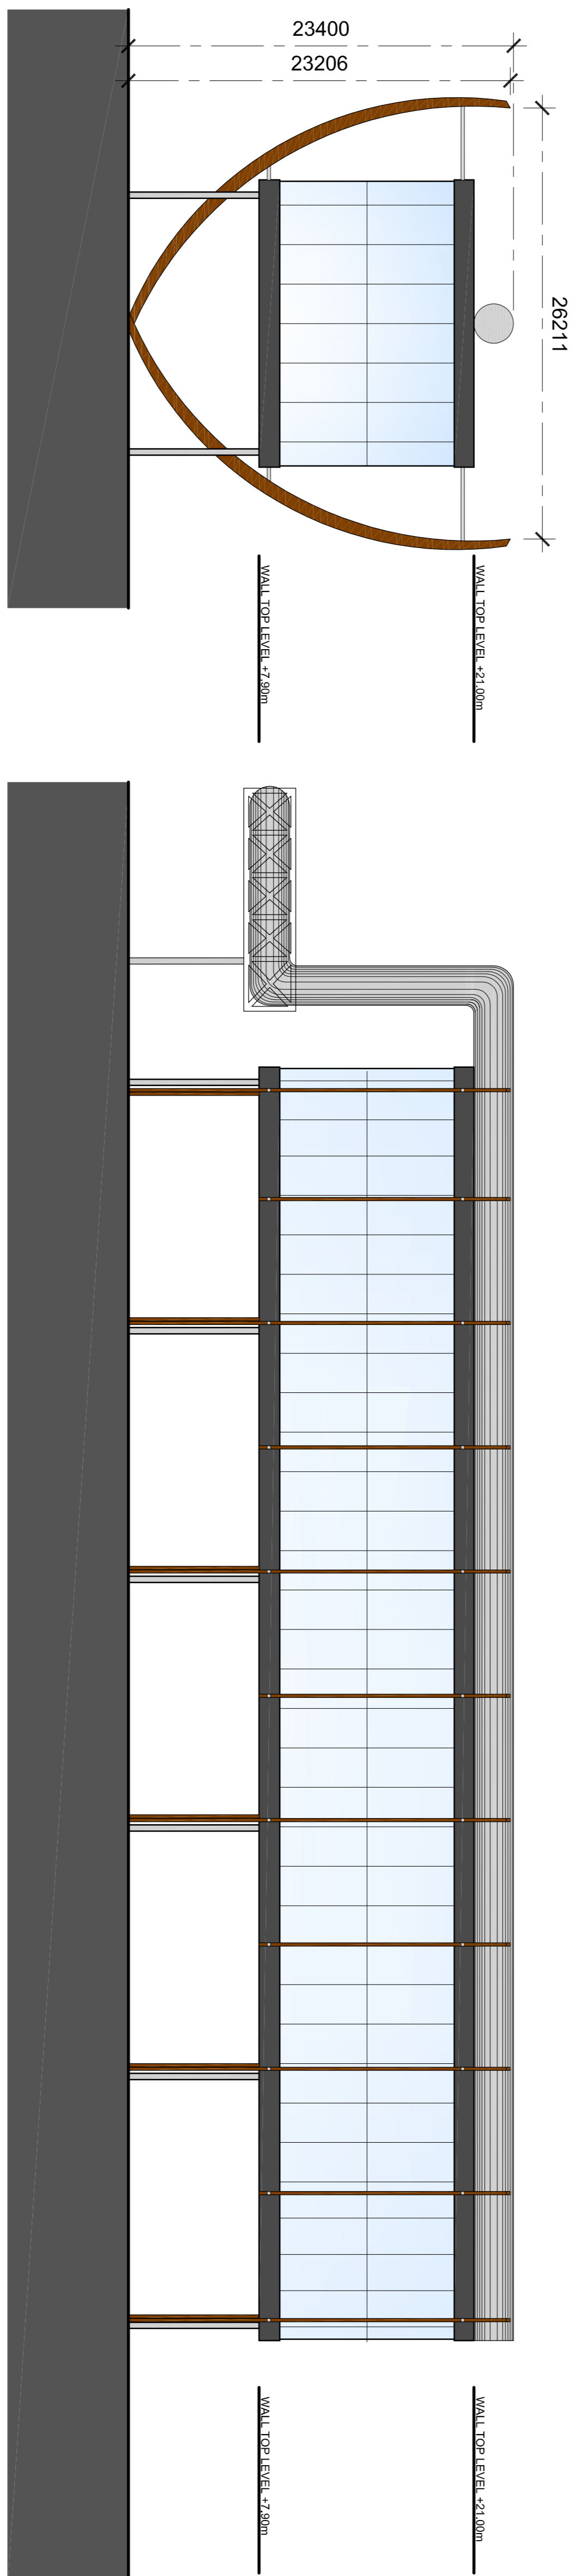 23400
23206
26211
WALL TOP LEVEL +21,00m
WALL TOP LEVEL +7,90m
WALL TOP LEVEL +21,00m
WALL TOP LEVEL +7,90m